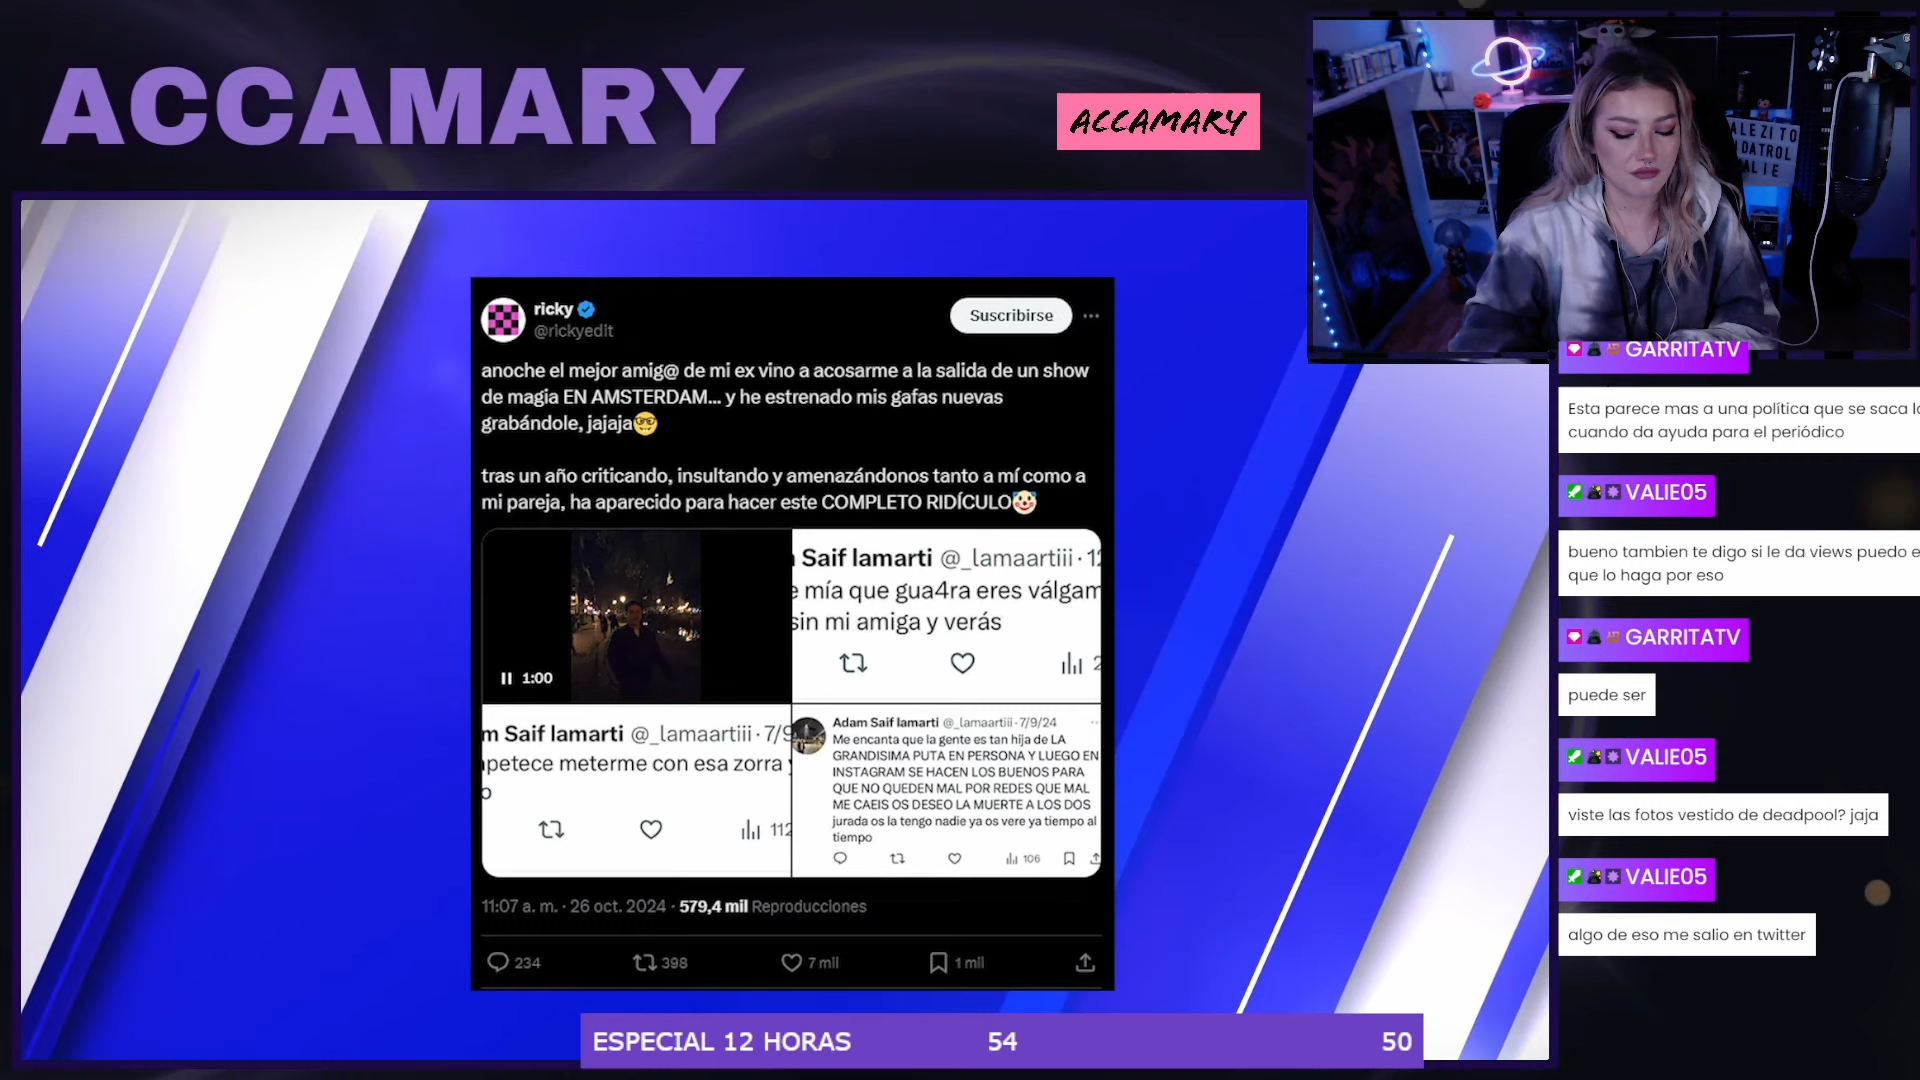 ACCAMARY
ACCAMARY
ALEZITO
DATROL
ALIE
ricky
@rickyedit
Suscribirse
anoche el mejor amig@ de mi ex vino a acosarme a la salida de un show
de magia EN AMSTERDAM... y he estrenado mis gafas nuevas
grabándole, jajaja🤓
tras un año criticando, insultando y amenazándonos tanto a mí como a
mi pareja, ha aparecido para hacer este COMPLETO RIDÍCULO🤡
1:00
Saif lamarti @_lamaartiii · 12
e mía que gua4ra eres válgam
sin mi amiga y verás
2
m Saif lamarti @_lamaartiii · 7/9
petece meterme con esa zorra y
o
112
Adam Saif lamarti @_lamaartiii · 7/9/24
Me encanta que la gente es tan hija de LA
GRANDISIMA PUTA EN PERSONA Y LUEGO EN
INSTAGRAM SE HACEN LOS BUENOS PARA
QUE NO QUEDEN MAL POR REDES QUE MAL
ME CAEIS OS DESEO LA MUERTE A LOS DOS
jurada os la tengo nadie ya os vere ya tiempo al
tiempo
106
11:07 a. m. · 26 oct. 2024 · 579,4 mil Reproducciones
234 398 7 mil 1 mil
ESPECIAL 12 HORAS 54 50
GARRITATV
Esta parece mas a una política que se saca l
cuando da ayuda para el periódico
VALIE05
bueno tambien te digo si le da views puedo e
que lo haga por eso
GARRITATV
puede ser
VALIE05
viste las fotos vestido de deadpool? jaja
VALIE05
algo de eso me salio en twitter